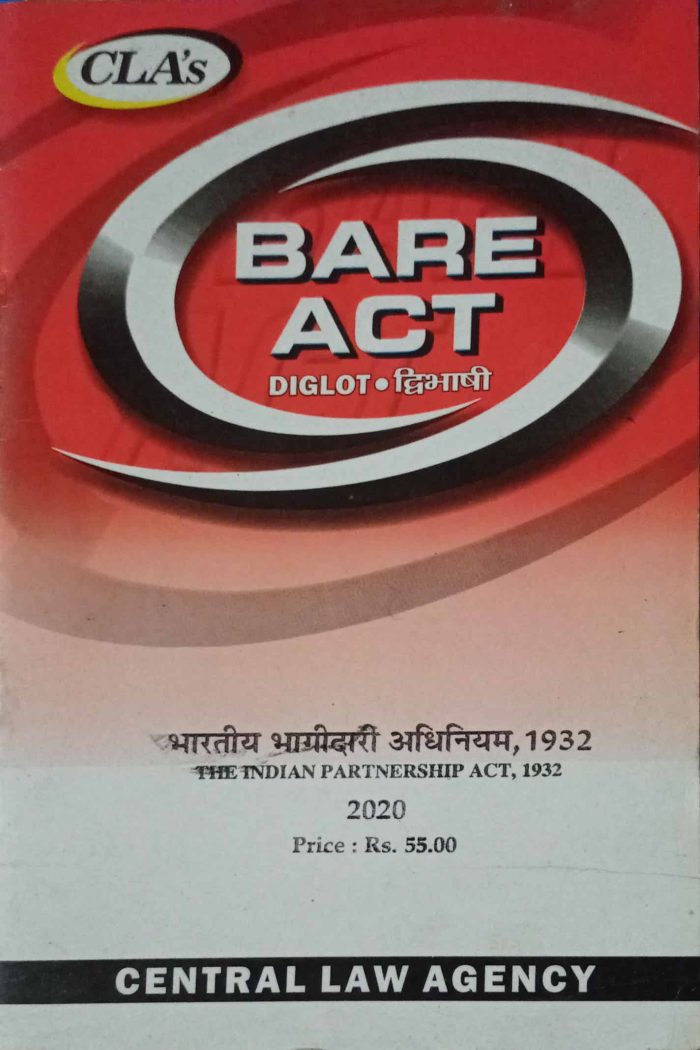 CLA's
BARE
ACT
DIGLOT • द्विभाषी
भारतीय भागीदारी अधिनियम, 1932
THE INDIAN PARTNERSHIP ACT, 1932
2020
Price : Rs. 55.00
CENTRAL LAW AGENCY